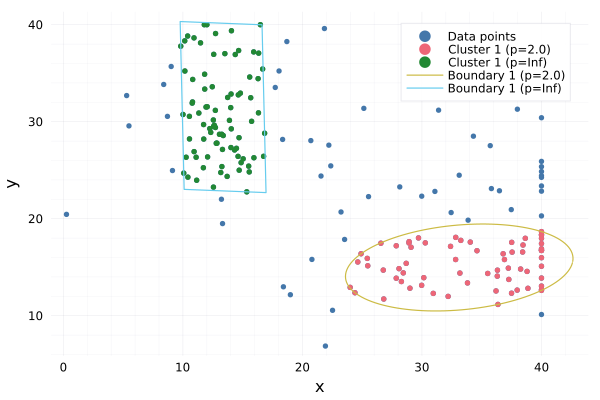 40
30
20
10
y
0
10
20
30
40
x
Data points
Cluster 1 (p=2.0)
Cluster 1 (p=Inf)
Boundary 1 (p=2.0)
Boundary 1 (p=Inf)